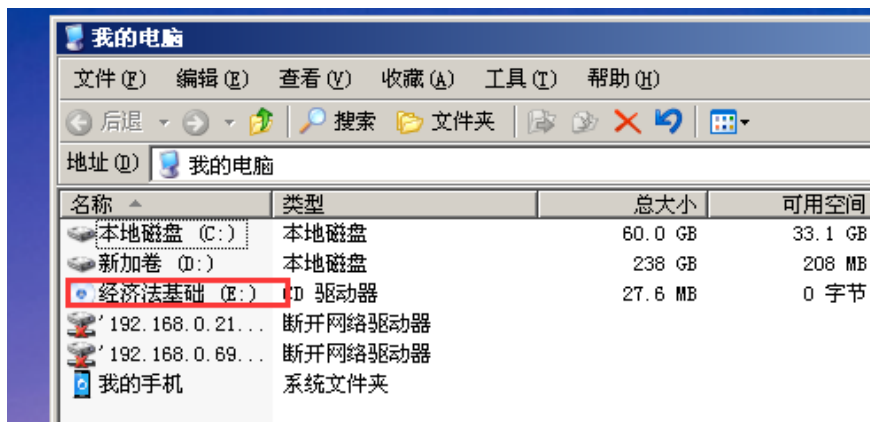 我的电脑
文件(F) 编辑(E) 查看(V) 收藏(A) 工具(T) 帮助(H)
后退 搜索 文件夹
地址(D) 我的电脑
名称 类型 总大小 可用空间
本地磁盘 (C:) 本地磁盘 60.0 GB 33.1 GB
新加卷 (D:) 本地磁盘 238 GB 208 MB
经济法基础 (E:) CD 驱动器 27.6 MB 0 字节
'192.168.0.21... 断开网络驱动器
'192.168.0.69... 断开网络驱动器
我的手机 系统文件夹